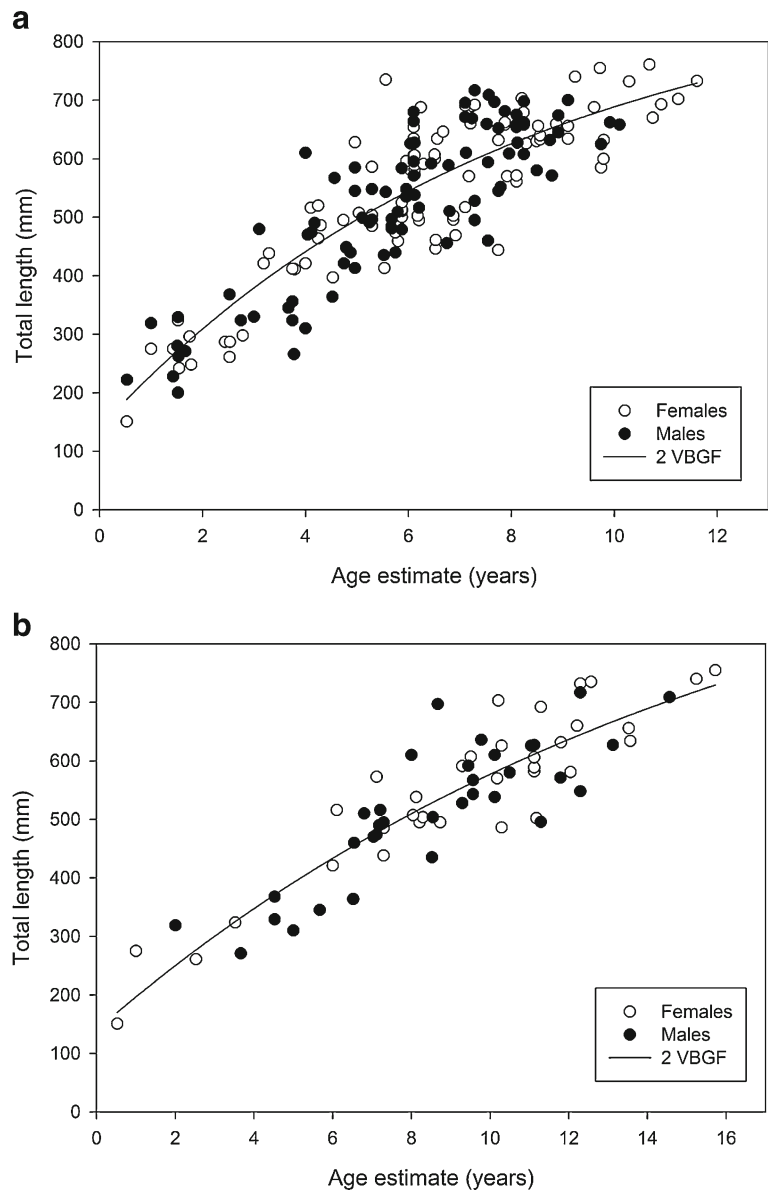 a
800
700
600
500
400
300
200
100
0
Total length (mm)
0 2 4 6 8 10 12
Age estimate (years)
Females
Males
2 VBGF
b
800
700
600
500
400
300
200
100
0
Total length (mm)
0 2 4 6 8 10 12 14 16
Age estimate (years)
Females
Males
2 VBGF